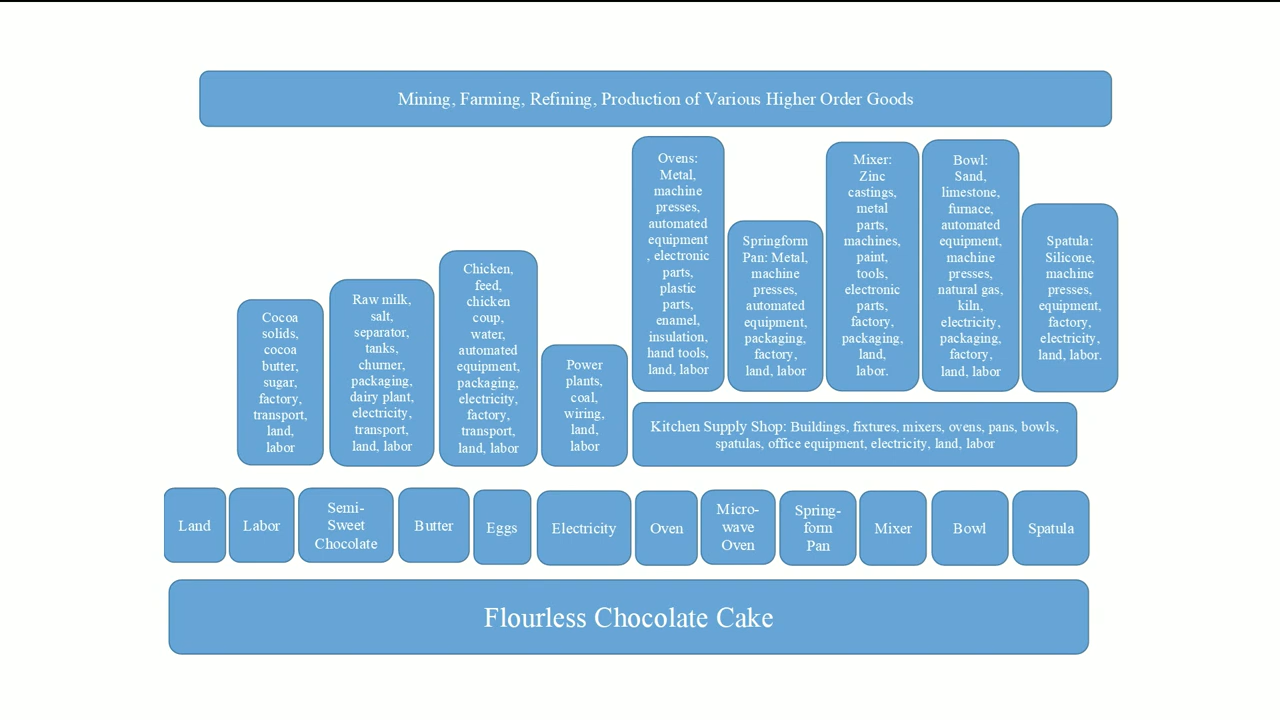 Mining, Farming, Refining, Production of Various Higher Order Goods
Cocoa
solids,
cocoa
butter,
sugar,
factory,
transport,
land,
labor
Raw milk,
salt,
separator,
tanks,
churner,
packaging,
dairy plant,
electricity,
transport,
land, labor
Chicken,
feed,
chicken
coup,
water,
automated
equipment,
packaging,
electricity,
factory,
transport,
land, labor
Power
plants,
coal,
wiring,
land,
labor
Ovens:
Metal,
machine
presses,
automated
equipment
, electronic
parts,
plastic
parts,
enamel,
insulation,
hand tools,
land, labor
Springform
Pan: Metal,
machine
presses,
automated
equipment,
packaging,
factory,
land, labor
Mixer:
Zinc
castings,
metal
parts,
machines,
paint,
tools,
electronic
parts,
factory,
packaging,
land,
labor.
Bowl:
Sand,
limestone,
furnace,
automated
equipment,
machine
presses,
natural gas,
kiln,
electricity,
packaging,
factory,
land, labor
Spatula:
Silicone,
machine
presses,
equipment,
factory,
electricity,
land, labor.
Kitchen Supply Shop: Buildings, fixtures, mixers, ovens, pans, bowls,
spatulas, office equipment, electricity, land, labor
Land
Labor
Semi-
Sweet
Chocolate
Butter
Eggs
Electricity
Oven
Micro-
wave
Oven
Spring-
form
Pan
Mixer
Bowl
Spatula
Flourless Chocolate Cake